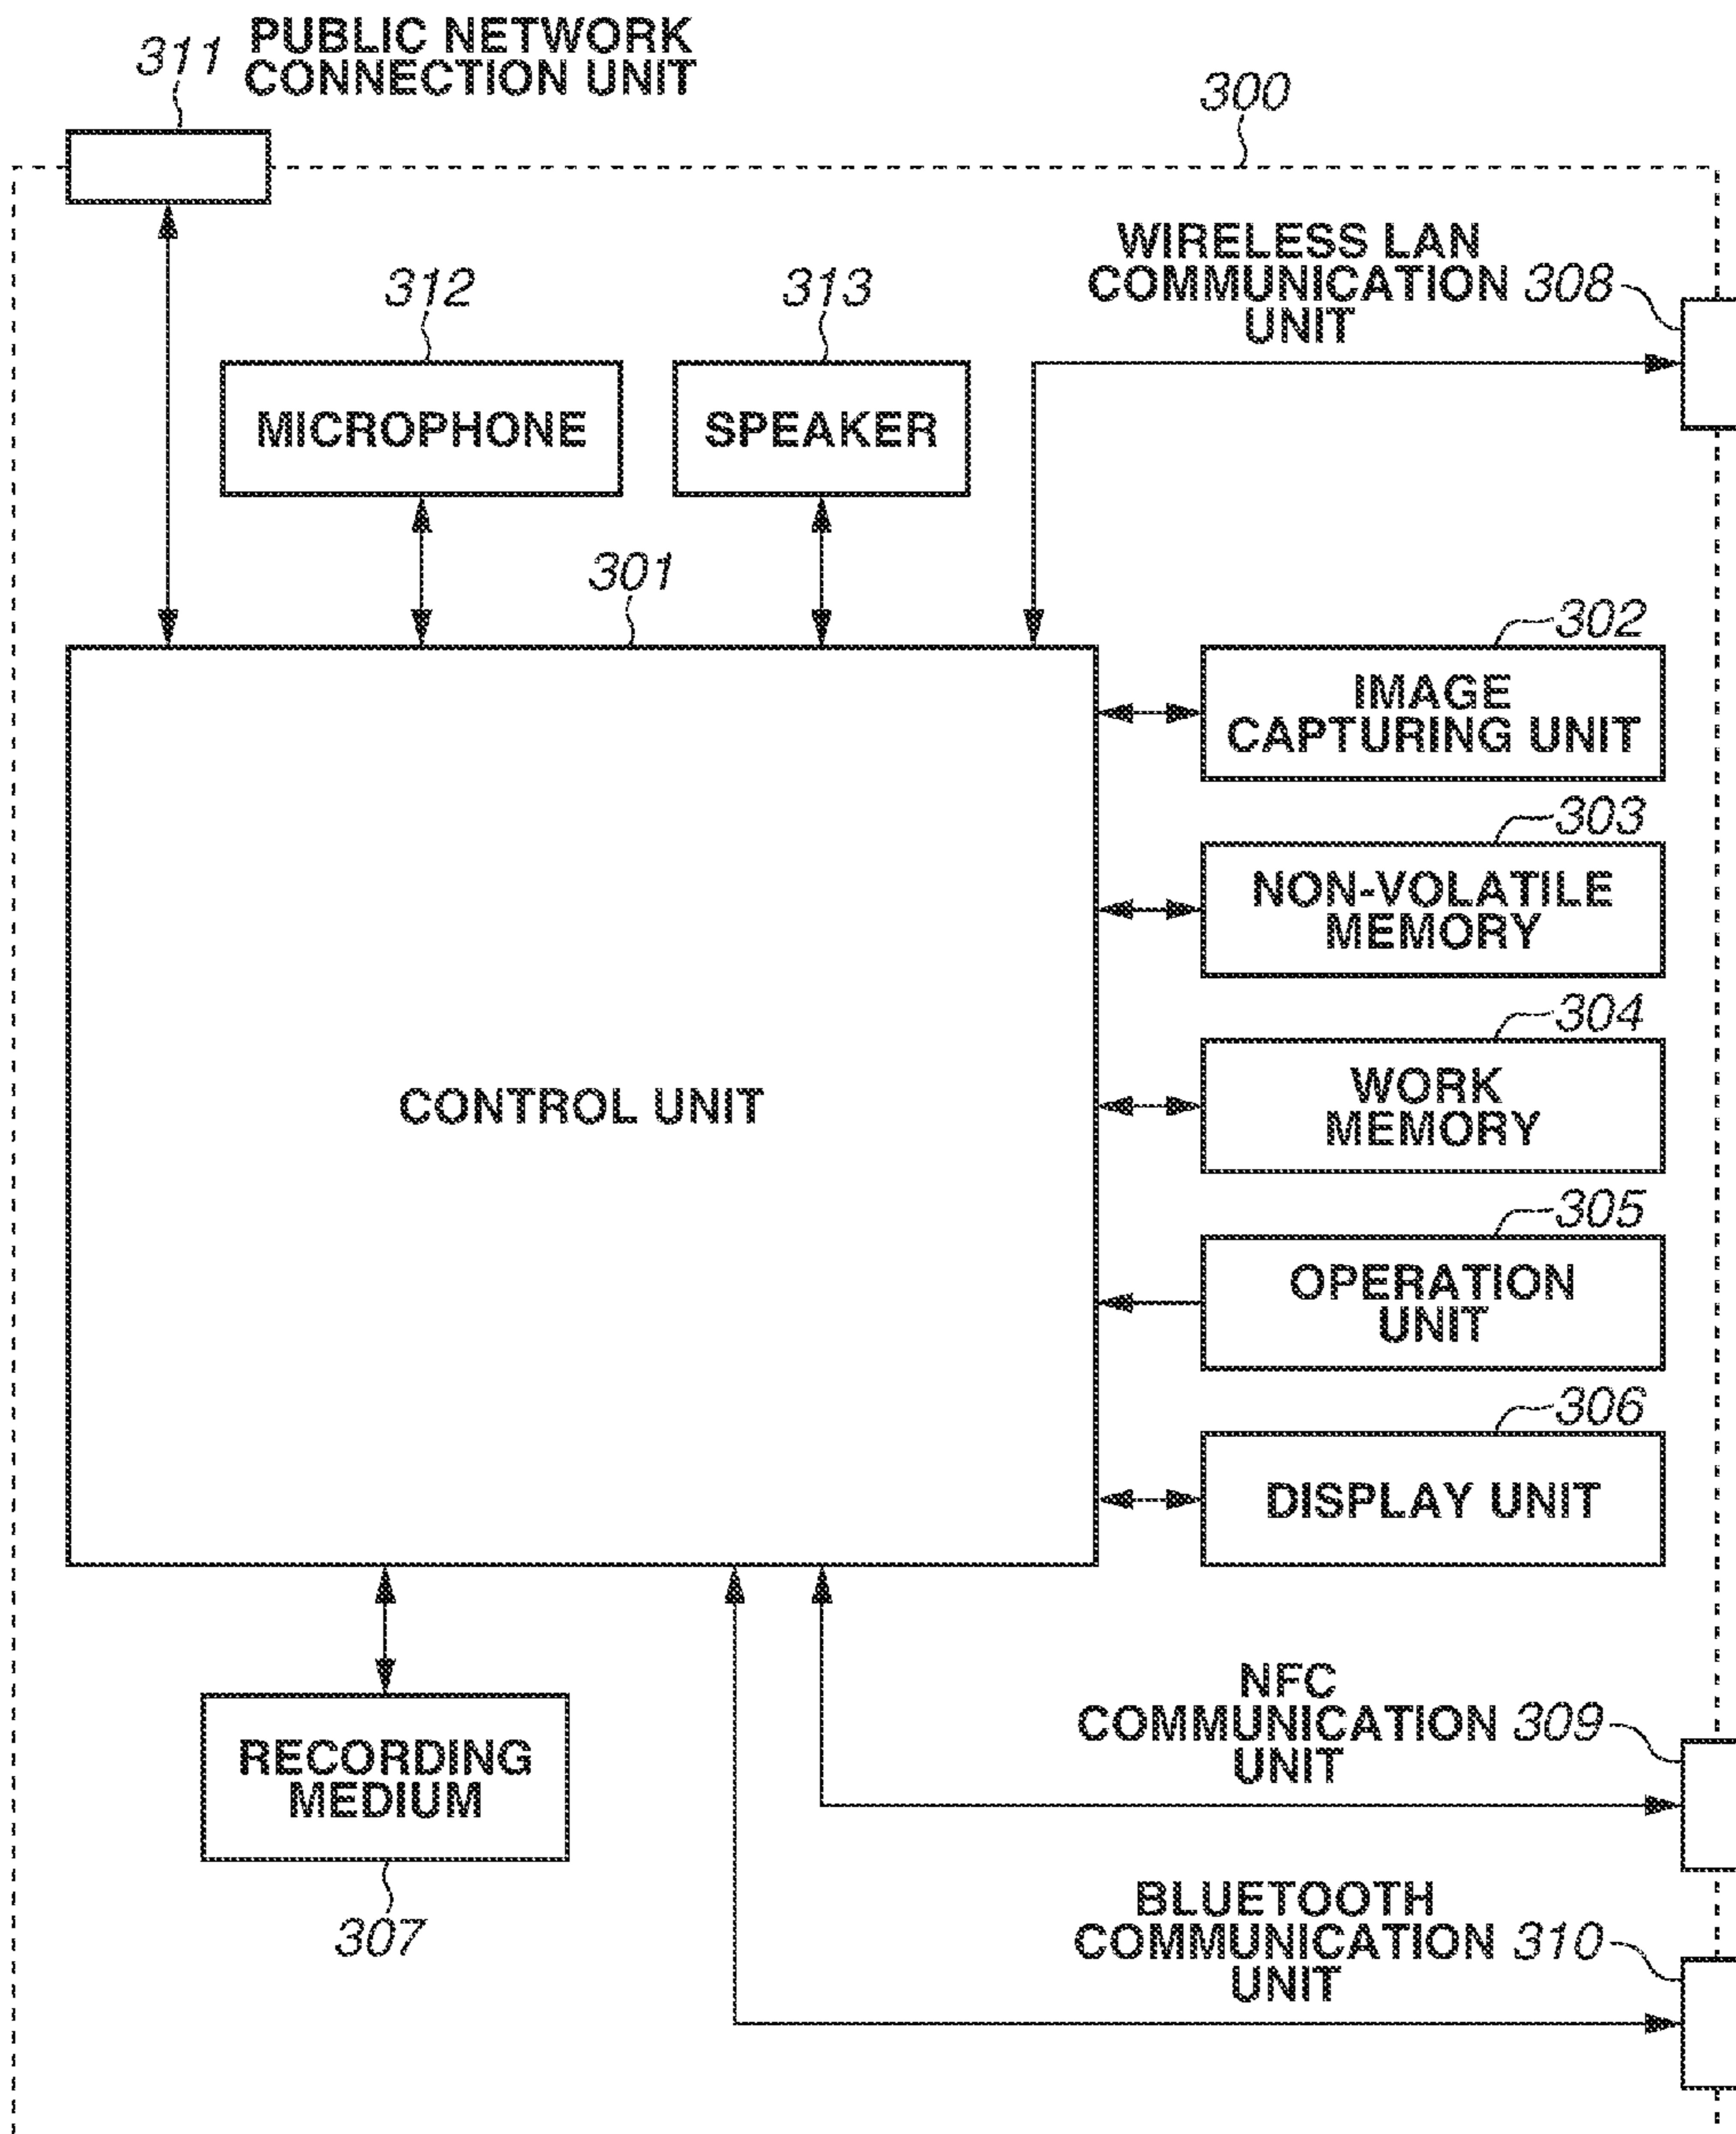 311
PUBLIC NETWORK
CONNECTION UNIT
300
WIRELESS LAN
COMMUNICATION 308
UNIT
312
313
MICROPHONE
SPEAKER
301
302
IMAGE
CAPTURING UNIT
303
NON-VOLATILE
MEMORY
304
WORK
MEMORY
CONTROL UNIT
305
OPERATION
UNIT
306
DISPLAY UNIT
NFC
COMMUNICATION 309
UNIT
RECORDING
MEDIUM
307
BLUETOOTH
COMMUNICATION 310
UNIT